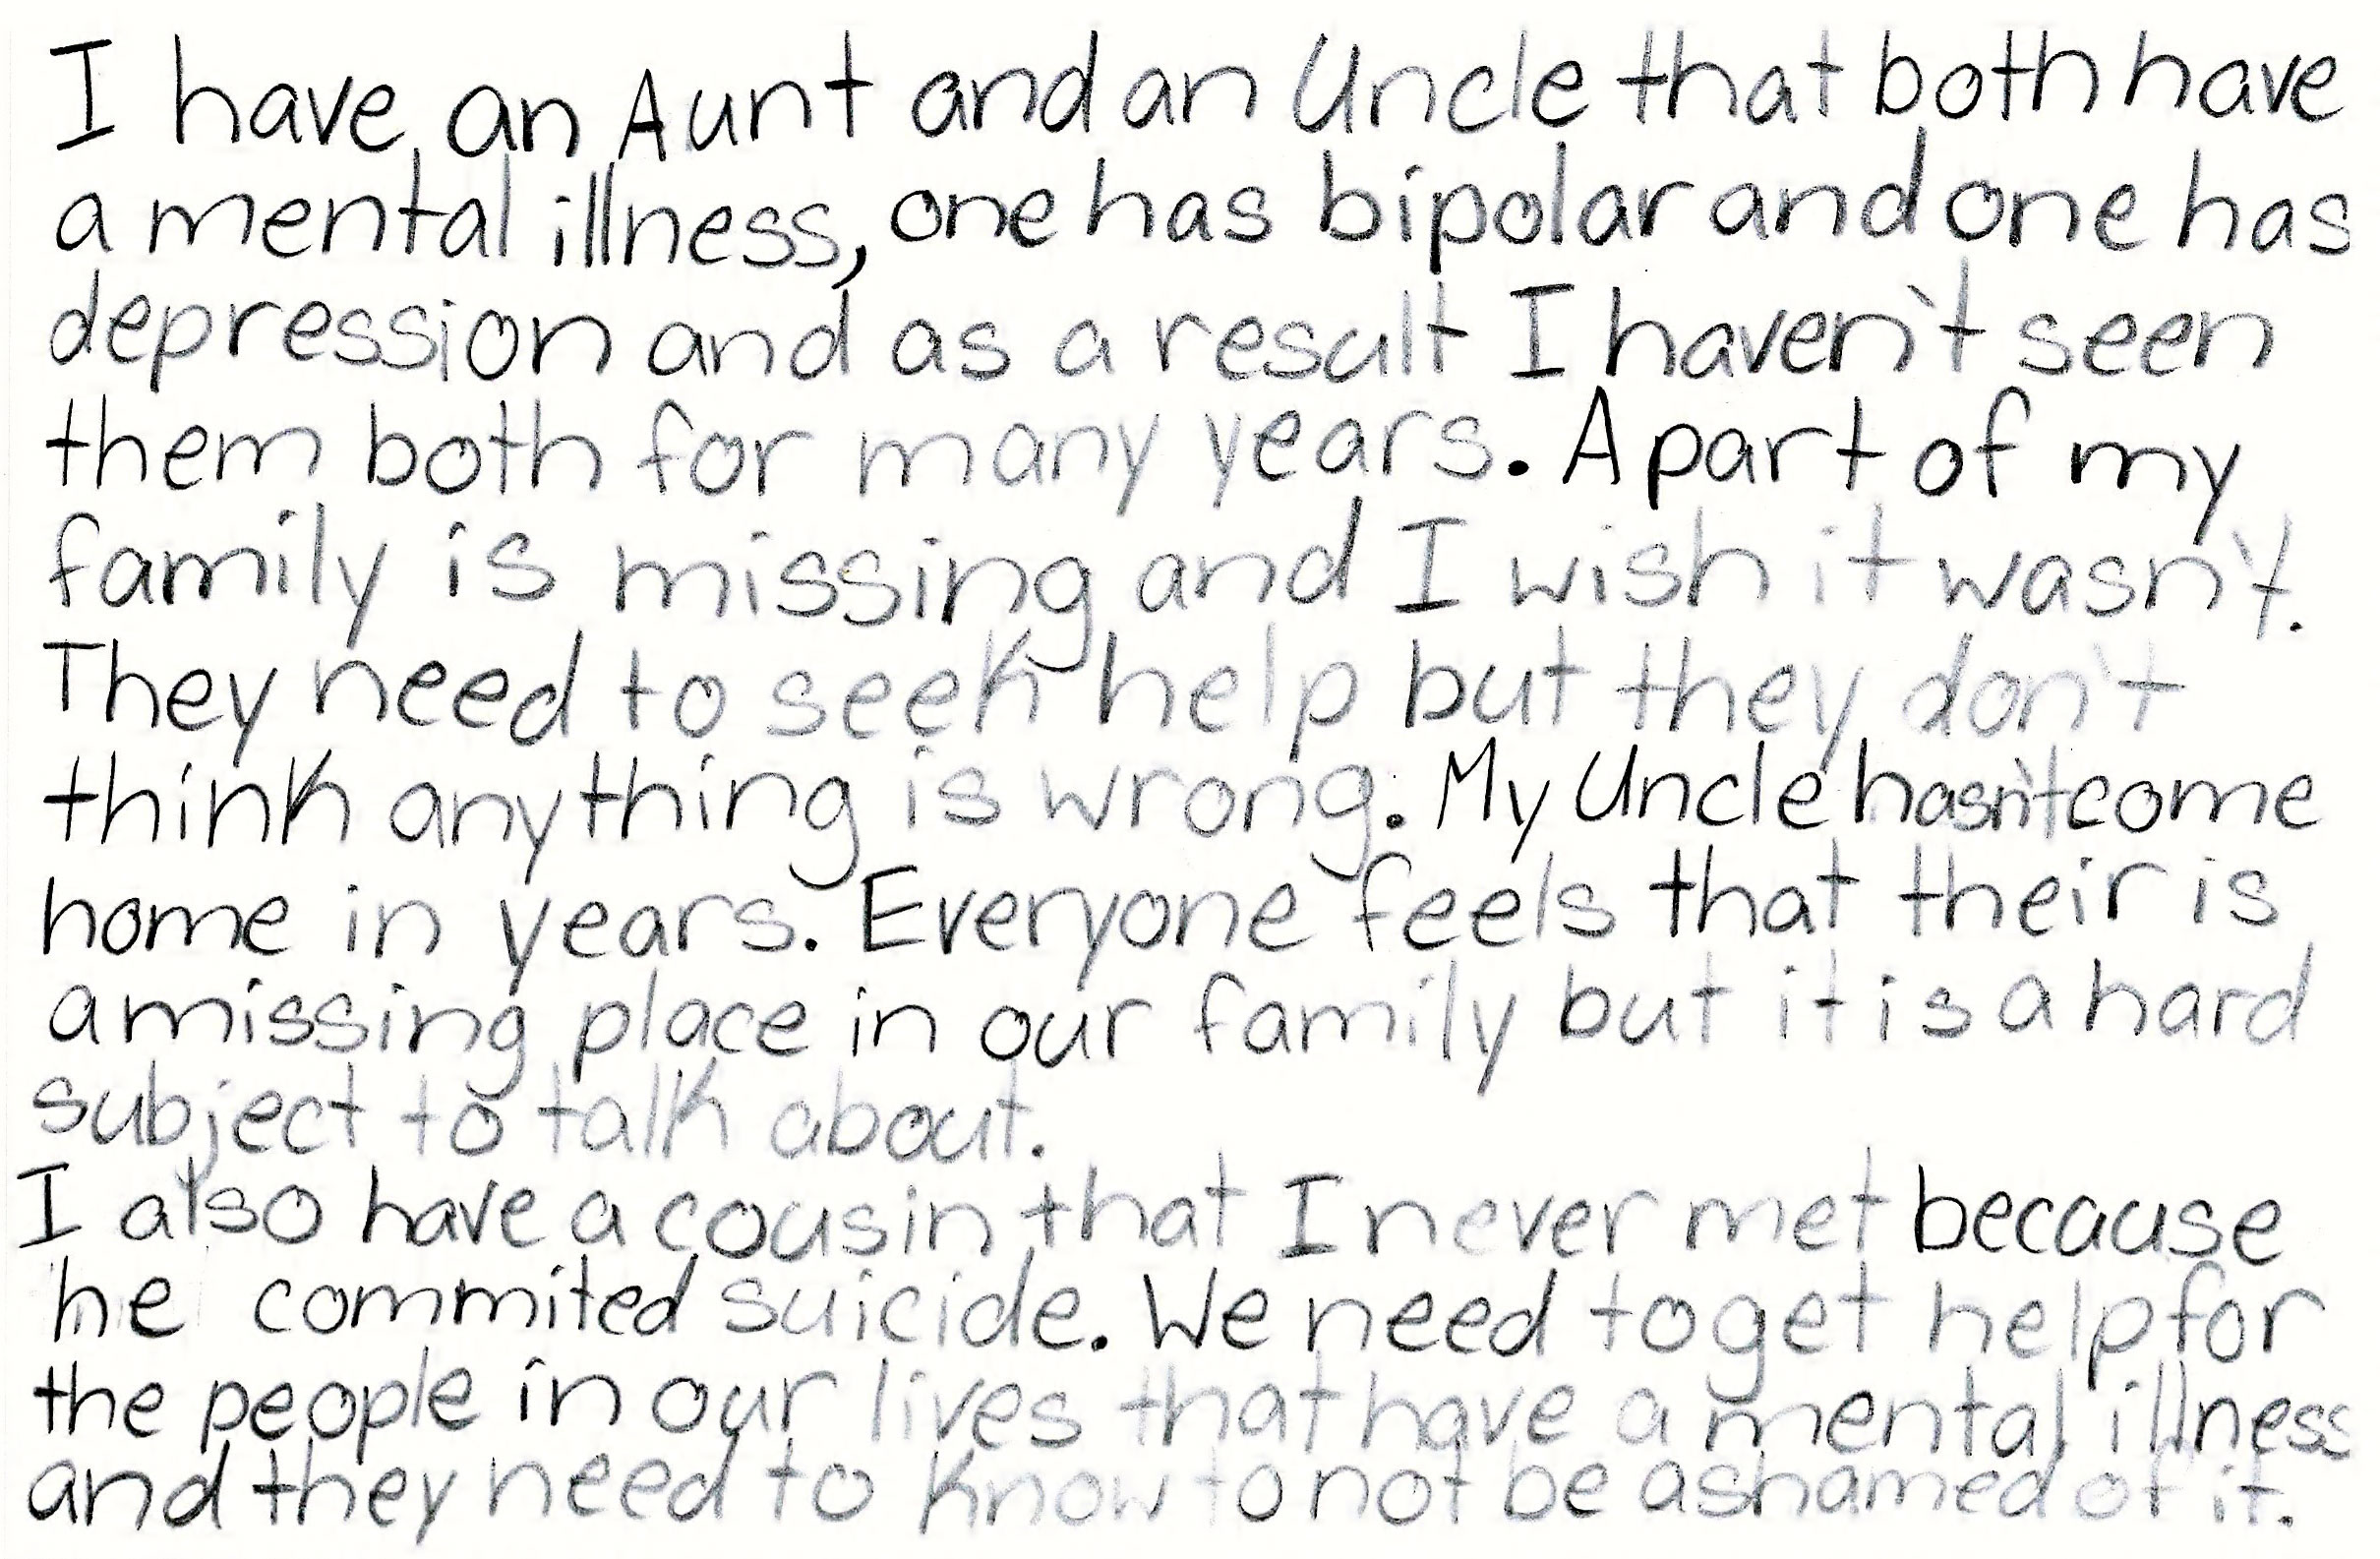 I have an Aunt and an Uncle that both have
a mental illness, one has bipolar and one has
depression and as a result I haven't seen
them both for many years. A part of my
family is missing and I wish it wasn't.
They need to seek help but they don't
think anything is wrong. My Uncle hasn't come
home in years. Everyone feels that their is
a missing place in our family but it is a hard
subject to talk about.
I also have a cousin that I never met because
he commited suicide. We need to get help for
the people in our lives that have a mental illness
and they need to know to not be ashamed of it.